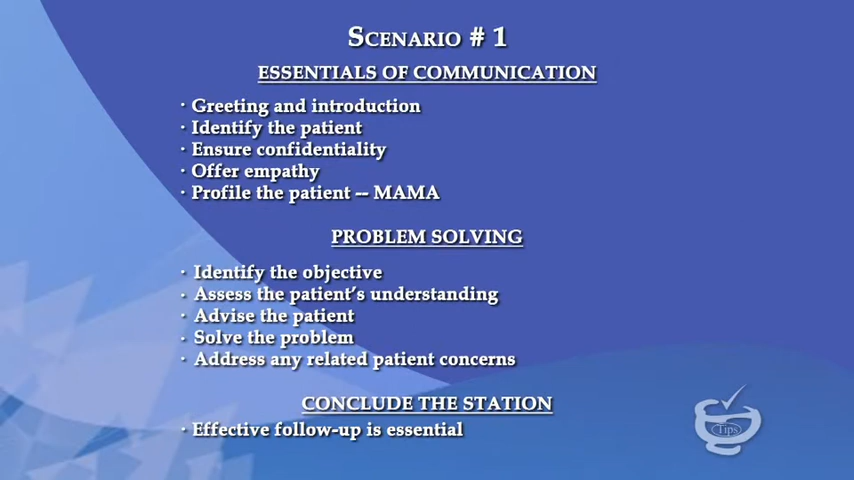 SCENARIO # 1
ESSENTIALS OF COMMUNICATION
· Greeting and introduction
· Identify the patient
· Ensure confidentiality
· Offer empathy
· Profile the patient -- MAMA
PROBLEM SOLVING
· Identify the objective
· Assess the patient's understanding
· Advise the patient
· Solve the problem
· Address any related patient concerns
CONCLUDE THE STATION
· Effective follow-up is essential
Tips